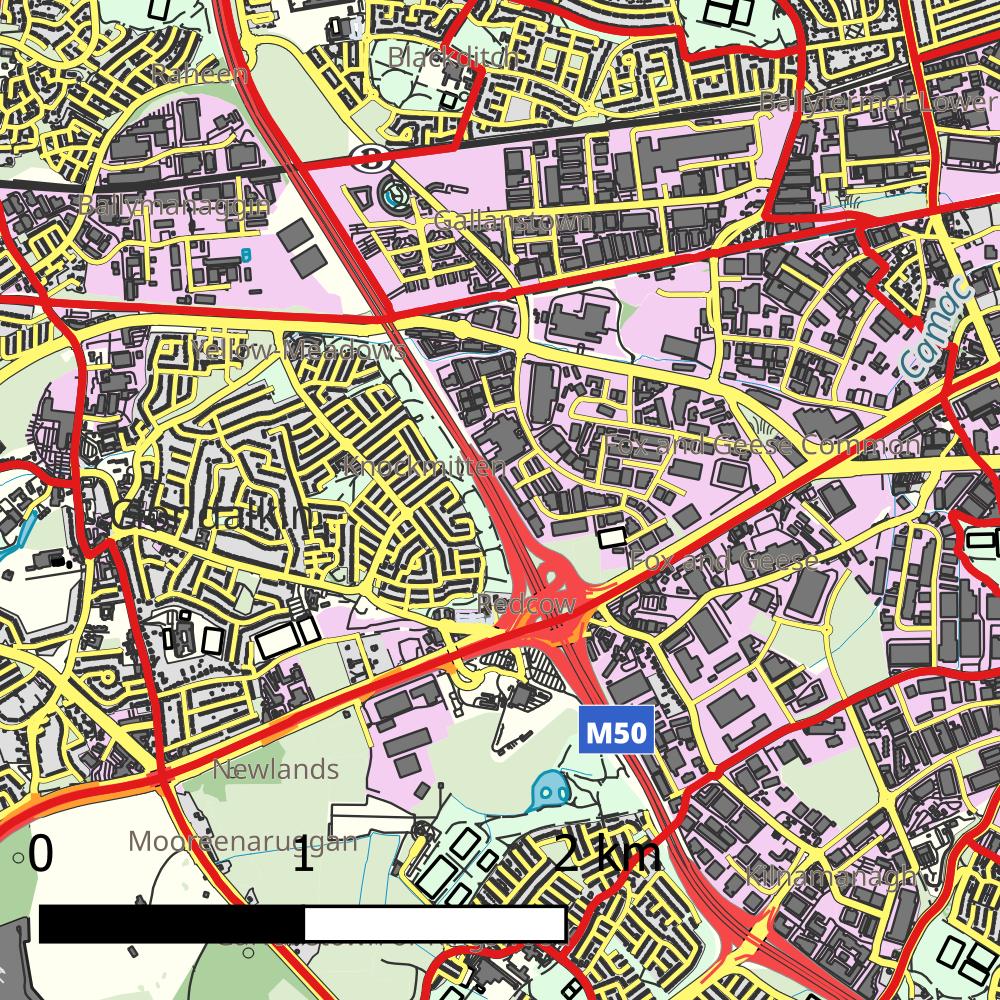 Blackditch
Raheen
Ballyfermot Lower
Ballymanaggin
Gallanstown
Camac
Yellow Meadows
Fox and Geese Common
Knockmitten
Clondalkin
Fox and Geese
Redcow
M50
Newlands
Mooreenaruggan
0 1 2 km
Kilnamanagh